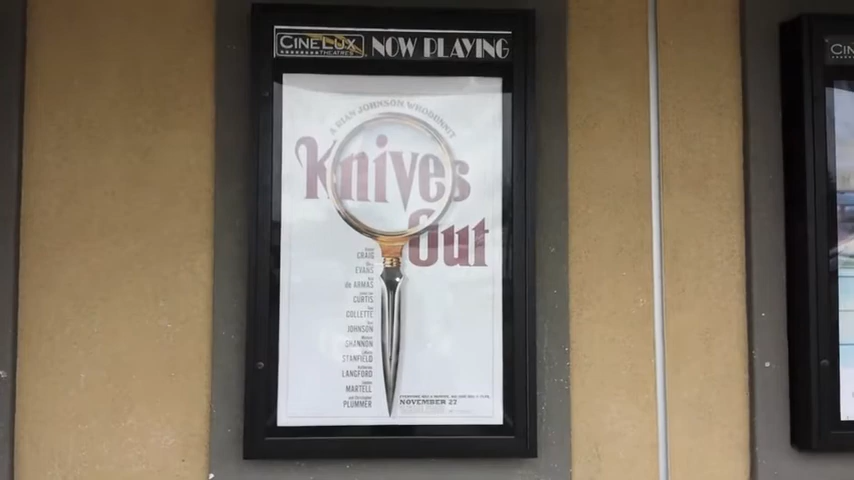 CINELUX
THEATRES
NOW PLAYING
A RIAN JOHNSON WHODUNNIT
Knives
Out
CRAIG
EVANS
de ARMAS
CURTIS
COLLETTE
JOHNSON
SHANNON
STANFIELD
LANGFORD
MARTELL
PLUMMER
NOVEMBER 27